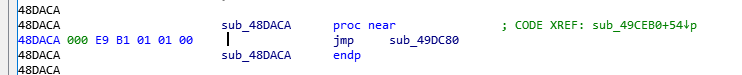 48DACA
48DACA sub_48DACA proc near ; CODE XREF: sub_49CEB0+54↓p
48DACA 000 E9 B1 01 01 00 jmp sub_49DC80
48DACA sub_48DACA endp
48DACA